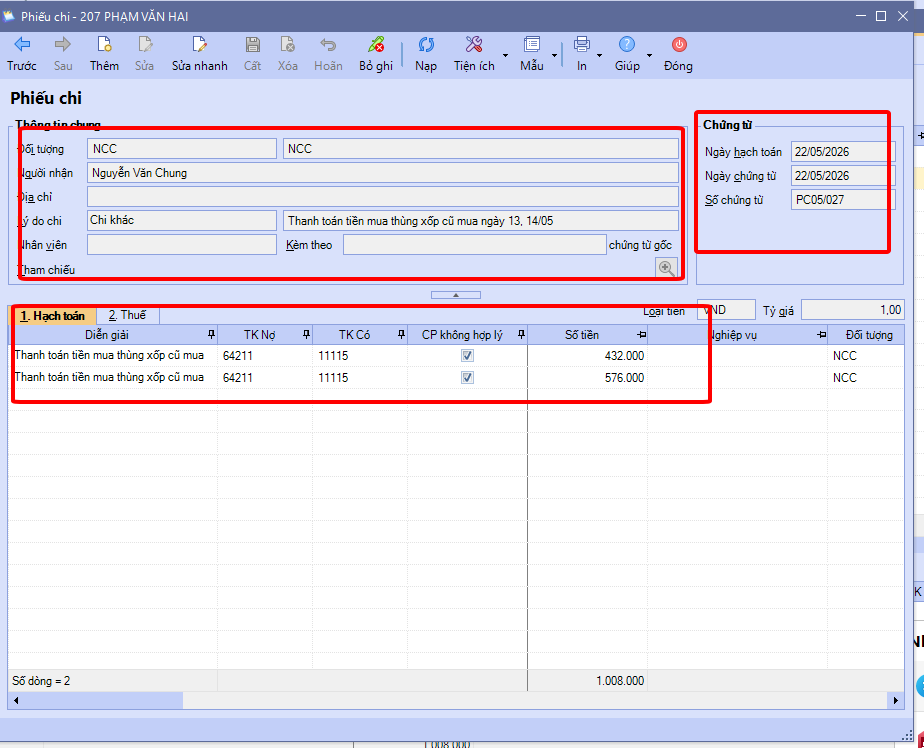 Phiếu chi - 207 PHẠM VĂN HAI
Trước Sau Thêm Sửa Sửa nhanh Cất Xóa Hoãn Bỏ ghi Nạp Tiện ích Mẫu In Giúp Đóng
Phiếu chi
Thông tin chung
Đối tượng NCC NCC
Người nhận Nguyễn Văn Chung
Địa chỉ
Lý do chi Chi khác Thanh toán tiền mua thùng xốp cũ mua ngày 13, 14/05
Nhân viên Kèm theo chứng từ gốc
Tham chiếu
Chứng từ
Ngày hạch toán 22/05/2026
Ngày chứng từ 22/05/2026
Số chứng từ PC05/027
1. Hạch toán 2. Thuế Loại tiền VND Tỷ giá 1,00
Diễn giải TK Nợ TK Có CP không hợp lý Số tiền Nghiệp vụ Đối tượng
Thanh toán tiền mua thùng xốp cũ mua 64211 11115 432.000 NCC
Thanh toán tiền mua thùng xốp cũ mua 64211 11115 576.000 NCC
Số dòng = 2 1.008.000
1.008.000